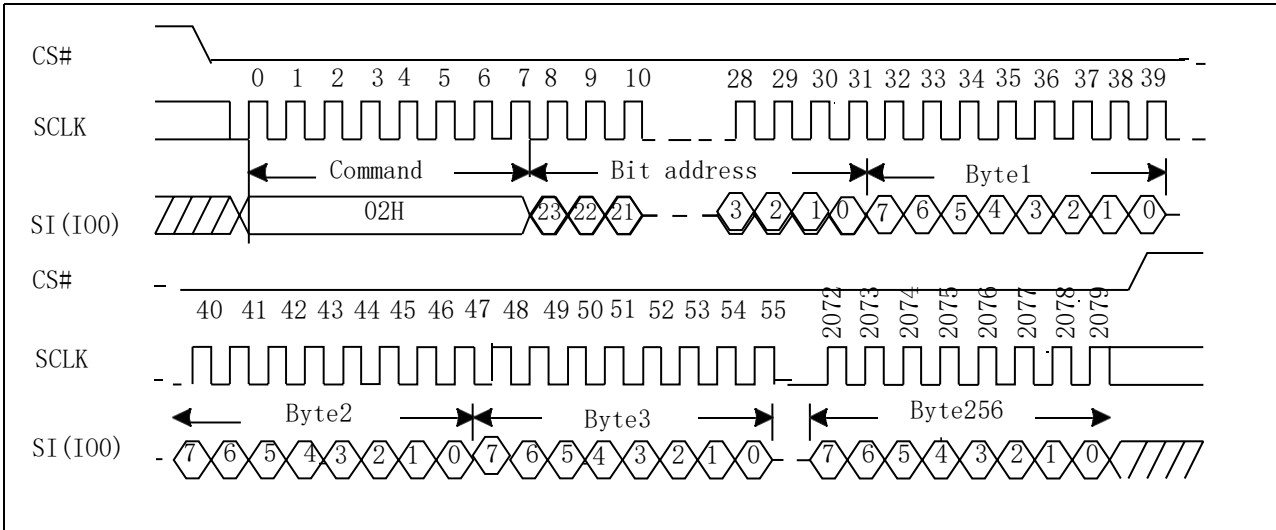 CS#
0 1 2 3 4 5 6 7 8 9 10 28 29 30 31 32 33 34 35 36 37 38 39
SCLK
Command Bit address Byte1
SI(IO0) 02H 23 22 21 3 2 1 0 7 6 5 4 3 2 1 0
CS#
40 41 42 43 44 45 46 47 48 49 50 51 52 53 54 55 2072 2073 2074 2075 2076 2077 2078 2079
SCLK
Byte2 Byte3 Byte256
SI(IO0) 7 6 5 4 3 2 1 0 7 6 5 4 3 2 1 0 7 6 5 4 3 2 1 0